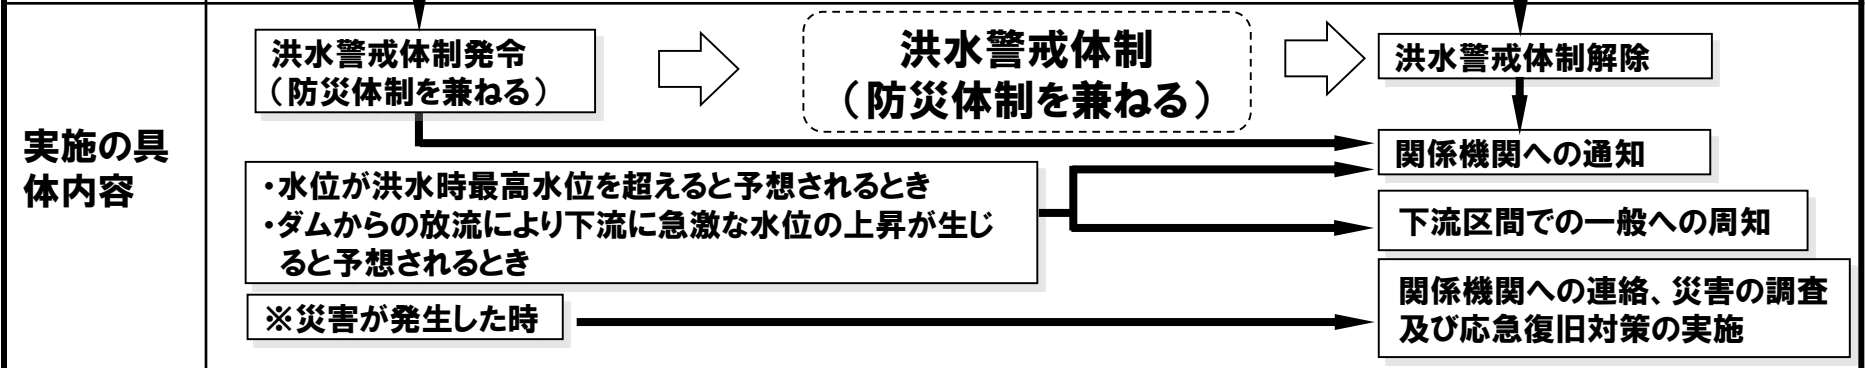 実施の具
体内容
洪水警戒体制発令
（防災体制を兼ねる）
洪水警戒体制
（防災体制を兼ねる）
洪水警戒体制解除
関係機関への通知
・水位が洪水時最高水位を超えると予想されるとき
・ダムからの放流により下流に急激な水位の上昇が生じ
ると予想されるとき
下流区間での一般への周知
※災害が発生した時
関係機関への連絡、災害の調査
及び応急復旧対策の実施